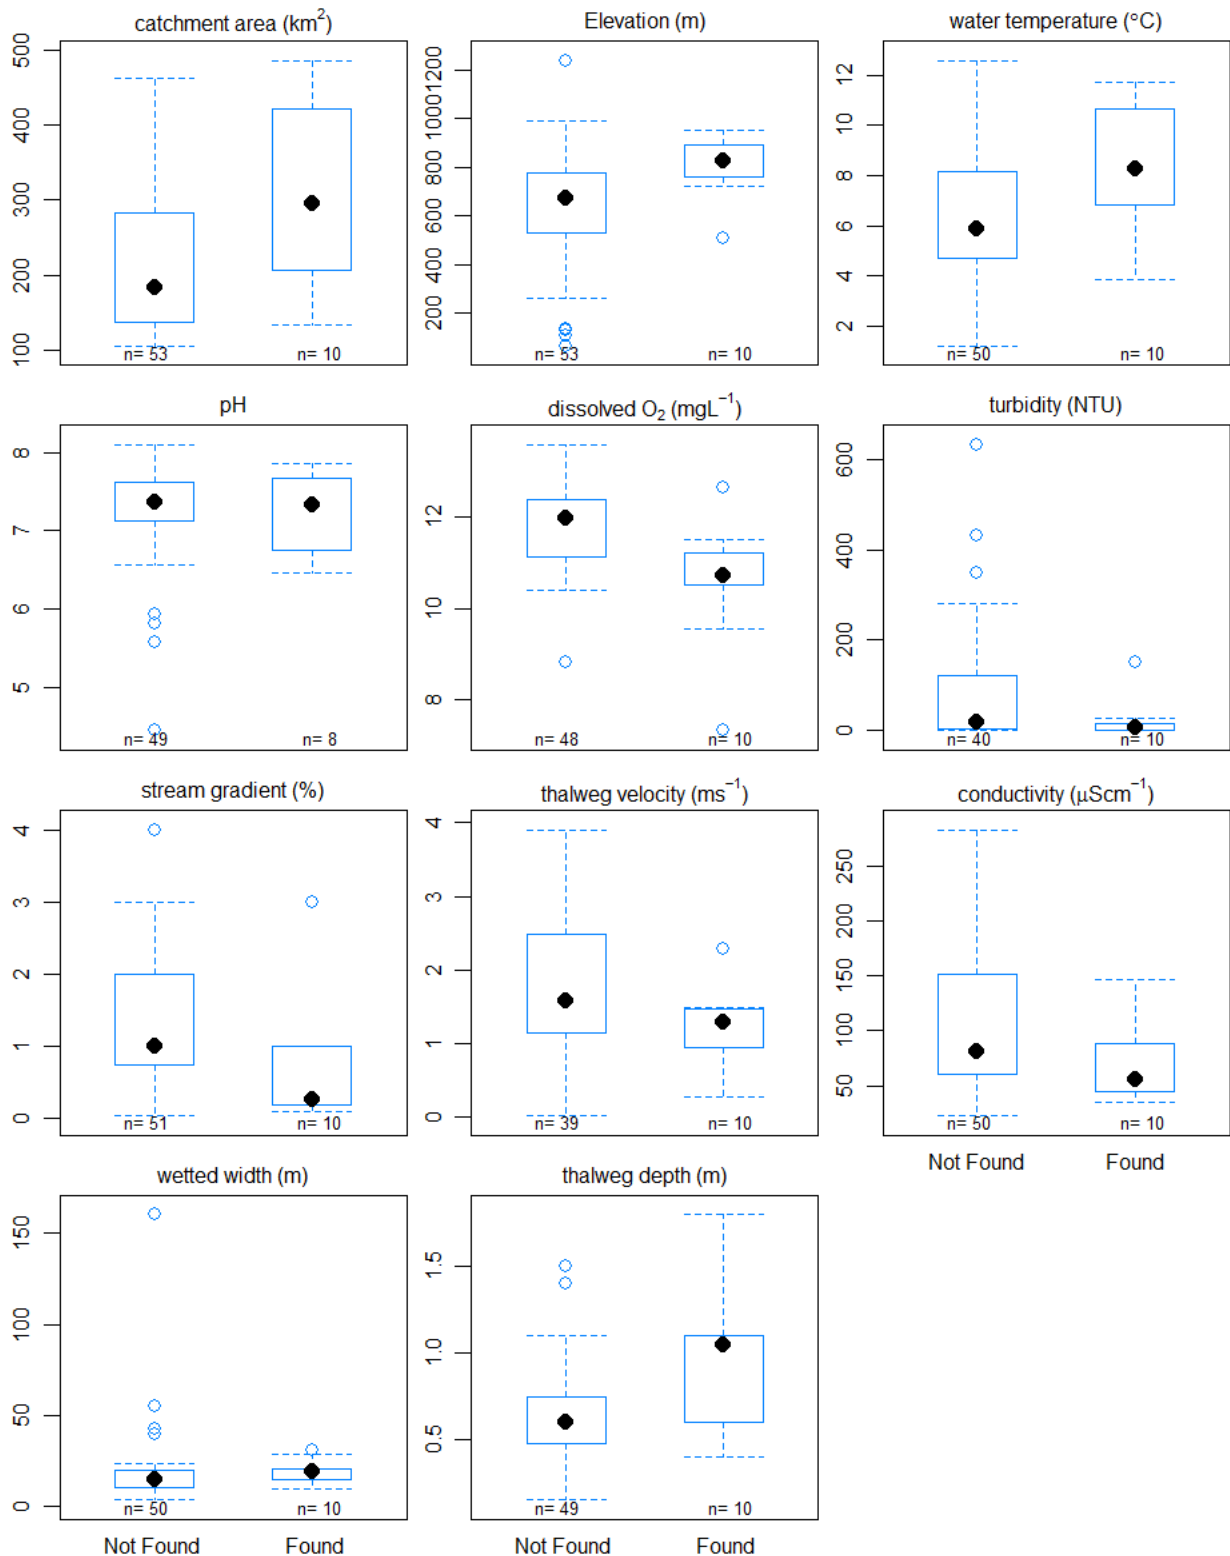 catchment area (km²)
Elevation (m)
water temperature (°C)
500
400
300
200
100
n= 53
n= 10
1200
1000
800
600
400
200
n= 53
n= 10
12
10
8
6
4
2
n= 50
n= 10
pH
dissolved O₂ (mgL⁻¹)
turbidity (NTU)
8
7
6
5
n= 49
n= 8
12
10
8
n= 48
n= 10
600
400
200
0
n= 40
n= 10
stream gradient (%)
thalweg velocity (ms⁻¹)
conductivity (μScm⁻¹)
4
3
2
1
0
n= 51
n= 10
4
3
2
1
0
n= 39
n= 10
250
200
150
100
50
n= 50
n= 10
Not Found Found
wetted width (m)
thalweg depth (m)
150
100
50
0
n= 50
n= 10
1.5
1.0
0.5
n= 49
n= 10
Not Found Found
Not Found Found